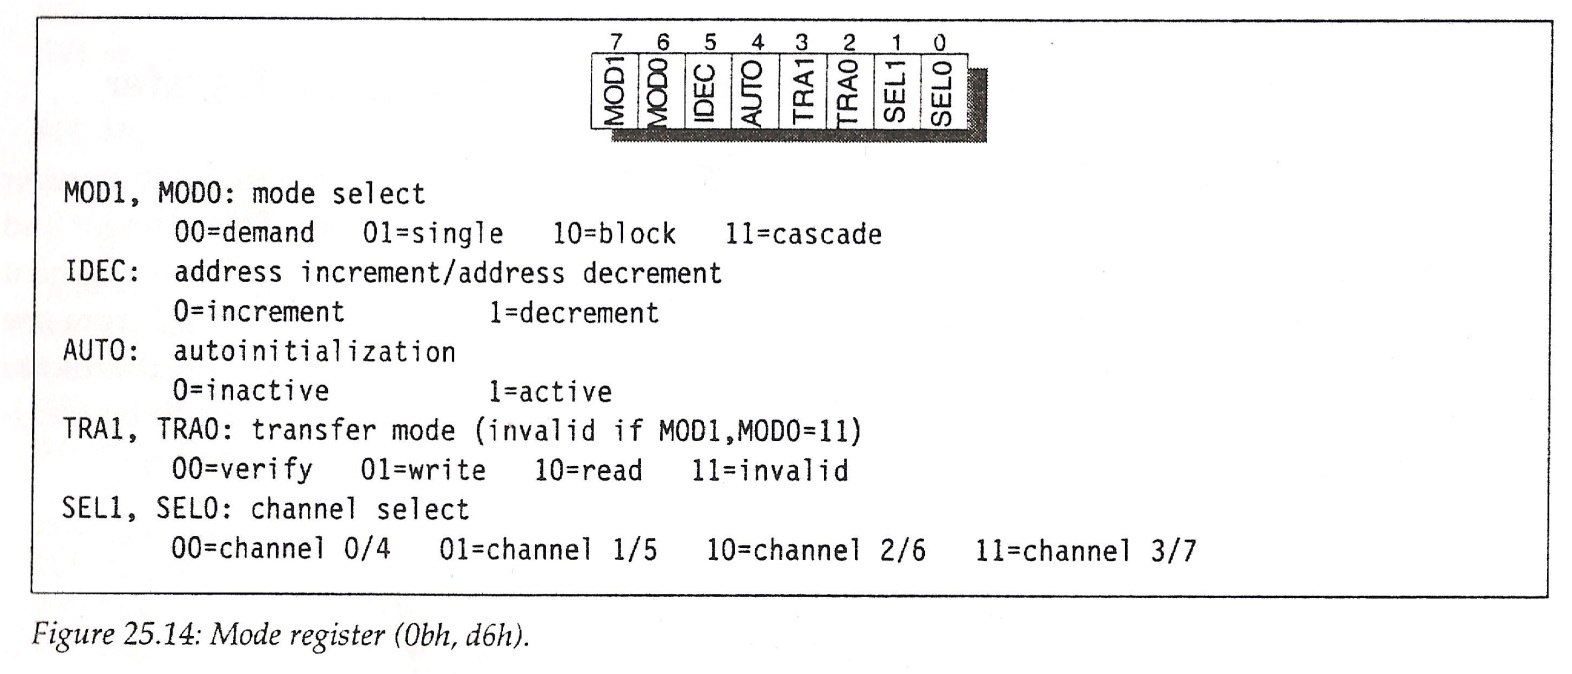 7 6 5 4 3 2 1 0
MOD1 MOD0 IDEC AUTO TRA1 TRA0 SEL1 SEL0
MOD1, MOD0: mode select
00=demand 01=single 10=block 11=cascade
IDEC: address increment/address decrement
0=increment 1=decrement
AUTO: autoinitialization
0=inactive 1=active
TRA1, TRA0: transfer mode (invalid if MOD1,MOD0=11)
00=verify 01=write 10=read 11=invalid
SEL1, SEL0: channel select
00=channel 0/4 01=channel 1/5 10=channel 2/6 11=channel 3/7
Figure 25.14: Mode register (0bh, d6h).